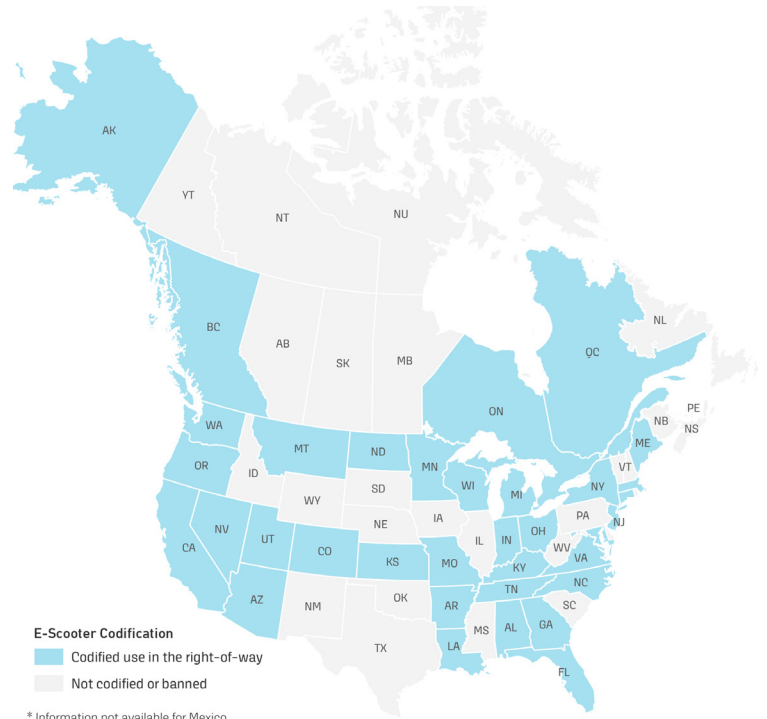 AK
YT
NT
NU
BC
AB
SK
MB
ON
QC
NL
PE
NB
NS
WA
MT
ND
MN
ME
VT
OR
ID
SD
WI
MI
NY
WY
IA
PA
NJ
NV
NE
IL
IN
OH
WV
CA
UT
CO
KS
MO
KY
VA
AZ
NM
OK
AR
TN
NC
TX
MS
AL
GA
SC
LA
FL
E-Scooter Codification
Codified use in the right-of-way
Not codified or banned
* Information not available for Mexico